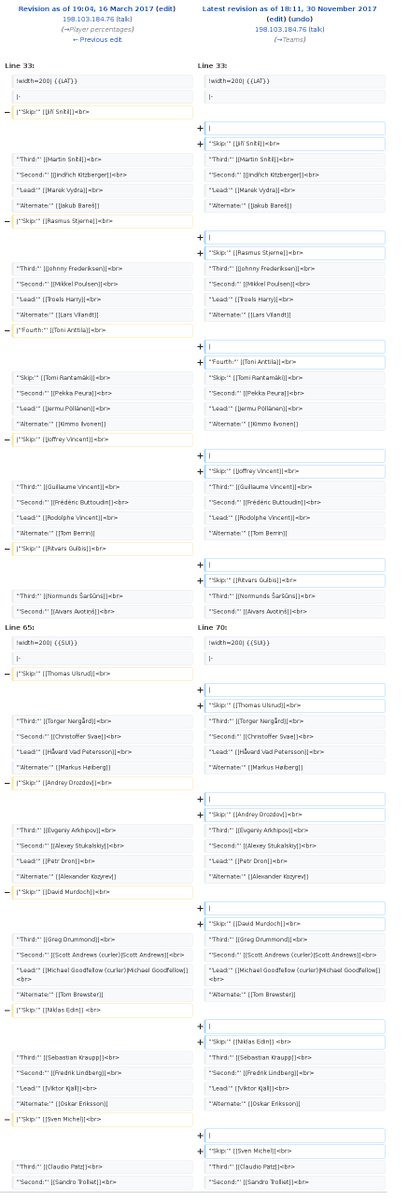 Revision as of 19:04, 16 March 2017 (edit)
198.103.184.76 (talk)
(→Player percentages)
← Previous edit
Line 33:
!width=200| {{LAT}}
|-
− |'''Skip:''' [[Jiří Snítil]]<br>
'''Third:''' [[Martin Snítil]]<br>
'''Second:''' [[Jindřich Kitzberger]]<br>
'''Lead:''' [[Marek Vydra]]<br>
'''Alternate:''' [[Jakub Bareš]]
− |'''Skip:''' [[Rasmus Stjerne]]<br>
'''Third:''' [[Johnny Frederiksen]]<br>
'''Second:''' [[Mikkel Poulsen]]<br>
'''Lead:''' [[Troels Harry]]<br>
'''Alternate:''' [[Lars Vilandt]]
− |'''Fourth:''' [[Toni Anttila]]<br>
'''Skip:''' [[Tomi Rantamäki]]<br>
'''Second:''' [[Pekka Peura]]<br>
'''Lead:''' [[Jermu Pöllänen]]<br>
'''Alternate:''' [[Kimmo Ilvonen]]
− |'''Skip:''' [[Joffrey Vincent]]<br>
'''Third:''' [[Guillaume Vincent]]<br>
'''Second:''' [[Frédéric Buttoudin]]<br>
'''Lead:''' [[Rodolphe Vincent]]<br>
'''Alternate:''' [[Tom Berrin]]
− |'''Skip:''' [[Ritvars Gulbis]]<br>
'''Third:''' [[Normunds Šaršūns]]<br>
'''Second:''' [[Aivars Avotiņš]]<br>
Line 65:
!width=200| {{SUI}}
|-
− |'''Skip:''' [[Thomas Ulsrud]]<br>
'''Third:''' [[Torger Nergård]]<br>
'''Second:''' [[Christoffer Svae]]<br>
'''Lead:''' [[Håvard Vad Petersson]]<br>
'''Alternate:''' [[Markus Høiberg]]
− |'''Skip:''' [[Andrey Drozdov]]<br>
'''Third:''' [[Evgeniy Arkhipov]]<br>
'''Second:''' [[Alexey Stukalskiy]]<br>
'''Lead:''' [[Petr Dron]]<br>
'''Alternate:''' [[Alexander Kozyrev]]
− |'''Skip:''' [[David Murdoch]]<br>
'''Third:''' [[Greg Drummond]]<br>
'''Second:''' [[Scott Andrews (curler)|Scott Andrews]]<br>
'''Lead:''' [[Michael Goodfellow (curler)|Michael Goodfellow]]
<br>
'''Alternate:''' [[Tom Brewster]]
− |'''Skip:''' [[Niklas Edin]] <br>
'''Third:''' [[Sebastian Kraupp]]<br>
'''Second:''' [[Fredrik Lindberg]]<br>
'''Lead:''' [[Viktor Kjäll]]<br>
'''Alternate:''' [[Oskar Eriksson]]
− |'''Skip:''' [[Sven Michel]]<br>
'''Third:''' [[Claudio Pätz]]<br>
'''Second:''' [[Sandro Trolliet]]<br>
Latest revision as of 18:11, 30 November 2017
(edit) (undo)
198.103.184.76 (talk)
(→Teams)
Line 33:
!width=200| {{LAT}}
|-
+ |
+ '''Skip:''' [[Jiří Snítil]]<br>
'''Third:''' [[Martin Snítil]]<br>
'''Second:''' [[Jindřich Kitzberger]]<br>
'''Lead:''' [[Marek Vydra]]<br>
'''Alternate:''' [[Jakub Bareš]]
+ |
+ '''Skip:''' [[Rasmus Stjerne]]<br>
'''Third:''' [[Johnny Frederiksen]]<br>
'''Second:''' [[Mikkel Poulsen]]<br>
'''Lead:''' [[Troels Harry]]<br>
'''Alternate:''' [[Lars Vilandt]]
+ |
+ '''Fourth:''' [[Toni Anttila]]<br>
'''Skip:''' [[Tomi Rantamäki]]<br>
'''Second:''' [[Pekka Peura]]<br>
'''Lead:''' [[Jermu Pöllänen]]<br>
'''Alternate:''' [[Kimmo Ilvonen]]
+ |
+ '''Skip:''' [[Joffrey Vincent]]<br>
'''Third:''' [[Guillaume Vincent]]<br>
'''Second:''' [[Frédéric Buttoudin]]<br>
'''Lead:''' [[Rodolphe Vincent]]<br>
'''Alternate:''' [[Tom Berrin]]
+ |
+ '''Skip:''' [[Ritvars Gulbis]]<br>
'''Third:''' [[Normunds Šaršūns]]<br>
'''Second:''' [[Aivars Avotiņš]]<br>
Line 70:
!width=200| {{SUI}}
|-
+ |
+ '''Skip:''' [[Thomas Ulsrud]]<br>
'''Third:''' [[Torger Nergård]]<br>
'''Second:''' [[Christoffer Svae]]<br>
'''Lead:''' [[Håvard Vad Petersson]]<br>
'''Alternate:''' [[Markus Høiberg]]
+ |
+ '''Skip:''' [[Andrey Drozdov]]<br>
'''Third:''' [[Evgeniy Arkhipov]]<br>
'''Second:''' [[Alexey Stukalskiy]]<br>
'''Lead:''' [[Petr Dron]]<br>
'''Alternate:''' [[Alexander Kozyrev]]
+ |
+ '''Skip:''' [[David Murdoch]]<br>
'''Third:''' [[Greg Drummond]]<br>
'''Second:''' [[Scott Andrews (curler)|Scott Andrews]]<br>
'''Lead:''' [[Michael Goodfellow (curler)|Michael Goodfellow]]
<br>
'''Alternate:''' [[Tom Brewster]]
+ |
+ '''Skip:''' [[Niklas Edin]] <br>
'''Third:''' [[Sebastian Kraupp]]<br>
'''Second:''' [[Fredrik Lindberg]]<br>
'''Lead:''' [[Viktor Kjäll]]<br>
'''Alternate:''' [[Oskar Eriksson]]
+ |
+ '''Skip:''' [[Sven Michel]]<br>
'''Third:''' [[Claudio Pätz]]<br>
'''Second:''' [[Sandro Trolliet]]<br>